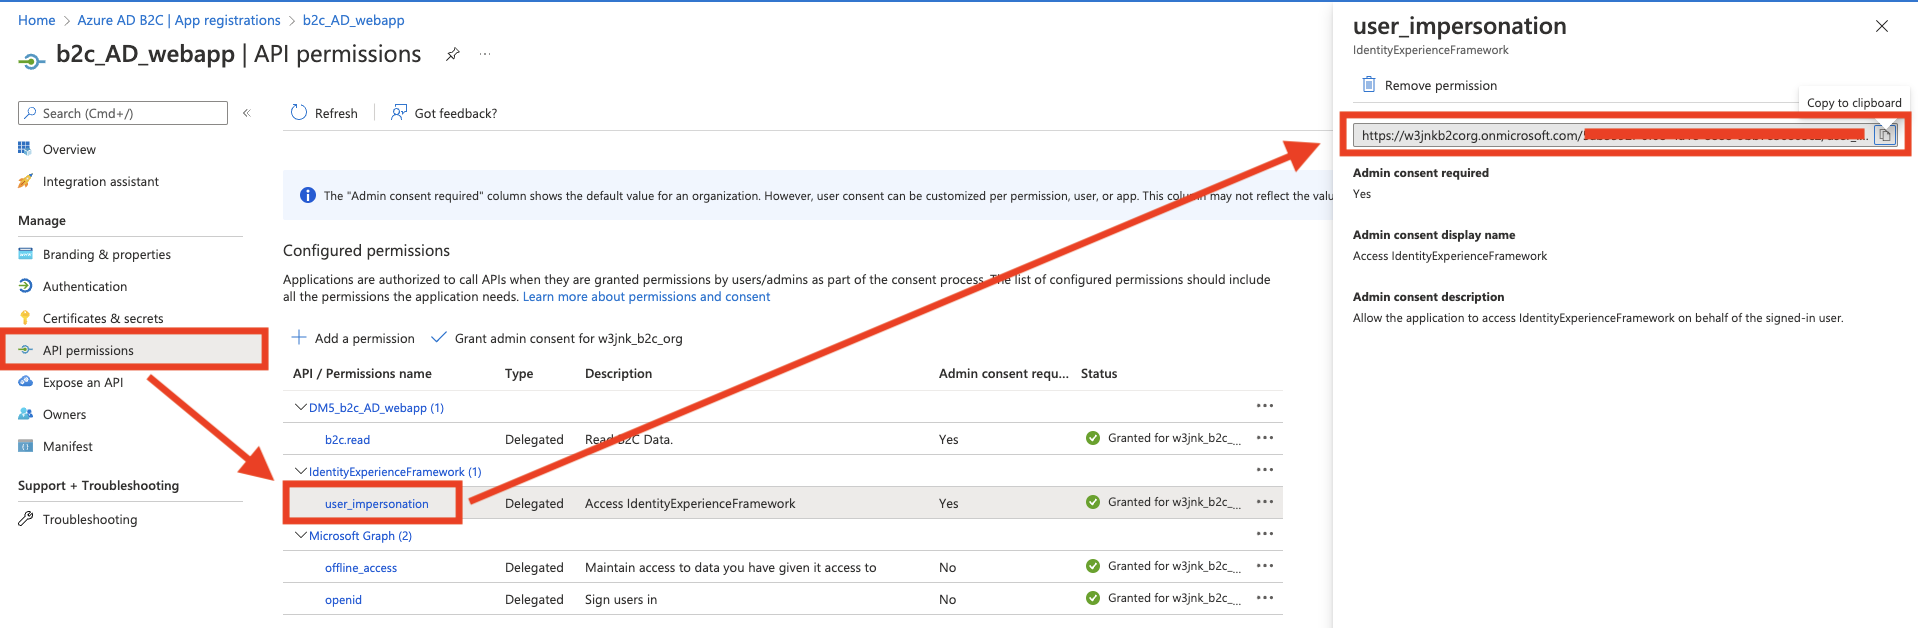 Home > Azure AD B2C | App registrations > b2c_AD_webapp
b2c_AD_webapp | API permissions
Search (Cmd+/)
Overview
Integration assistant
Manage
Branding & properties
Authentication
Certificates & secrets
API permissions
Expose an API
Owners
Manifest
Support + Troubleshooting
Troubleshooting
Refresh
Got feedback?
The "Admin consent required" column shows the default value for an organization. However, user consent can be customized per permission, user, or app. This column may not reflect the valu
Configured permissions
Applications are authorized to call APIs when they are granted permissions by users/admins as part of the consent process. The list of configured permissions should include
all the permissions the application needs. Learn more about permissions and consent
Add a permission
Grant admin consent for w3jnk_b2c_org
API / Permissions name Type Description Admin consent requ... Status
DM5_b2c_AD_webapp (1)
b2c.read Delegated Read B2C Data. Yes Granted for w3jnk_b2c_...
IdentityExperienceFramework (1)
user_impersonation Delegated Access IdentityExperienceFramework Yes Granted for w3jnk_b2c_...
Microsoft Graph (2)
offline_access Delegated Maintain access to data you have given it access to No Granted for w3jnk_b2c_...
openid Delegated Sign users in No Granted for w3jnk_b2c_...
user_impersonation
IdentityExperienceFramework
Remove permission
Copy to clipboard
https://w3jnkb2corg.onmicrosoft.com/
Admin consent required
Yes
Admin consent display name
Access IdentityExperienceFramework
Admin consent description
Allow the application to access IdentityExperienceFramework on behalf of the signed-in user.